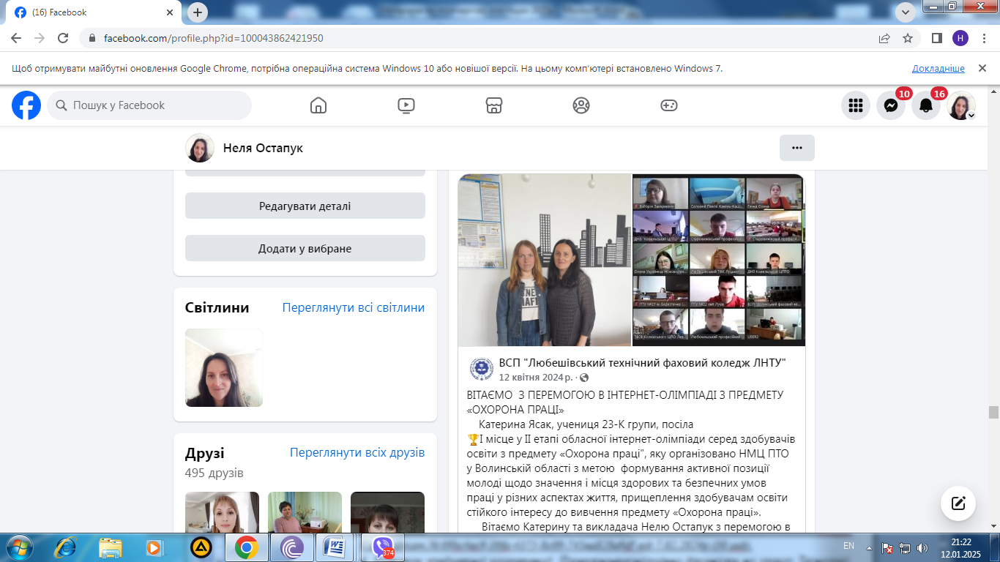 (16) Facebook
facebook.com/profile.php?id=100043862421950
H
Щоб отримувати майбутні оновлення Google Chrome, потрібна операційна система Windows 10 або новішої версії. На цьому комп'ютері встановлено Windows 7.
Докладніше
Пошук у Facebook
10
16
Неля Остапук
Редагувати деталі
Додати у вибране
Світлини
Переглянути всі світлини
Друзі
Переглянути всіх друзів
495 друзів
ВСП "Любешівський технічний фаховий коледж ЛНТУ"
12 квітня 2024 р. ·
ВІТАЄМО З ПЕРЕМОГОЮ В ІНТЕРНЕТ-ОЛІМПІАДІ З ПРЕДМЕТУ
«ОХОРОНА ПРАЦІ»
Катерина Ясак, учениця 23-К групи, посіла
🏆І місце у ІІ етапі обласної інтернет-олімпіади серед здобувачів
освіти з предмету «Охорона праці", яку організовано НМЦ ПТО
у Волинській області з метою формування активної позиції
молоді щодо значення і місця здорових та безпечних умов
праці у різних аспектах життя, прищеплення здобувачам освіти
стійкого інтересу до вивчення предмету «Охорона праці».
Вітаємо Катерину та викладача Нелю Остапук з перемогою в
374
EN
21:22
12.01.2025